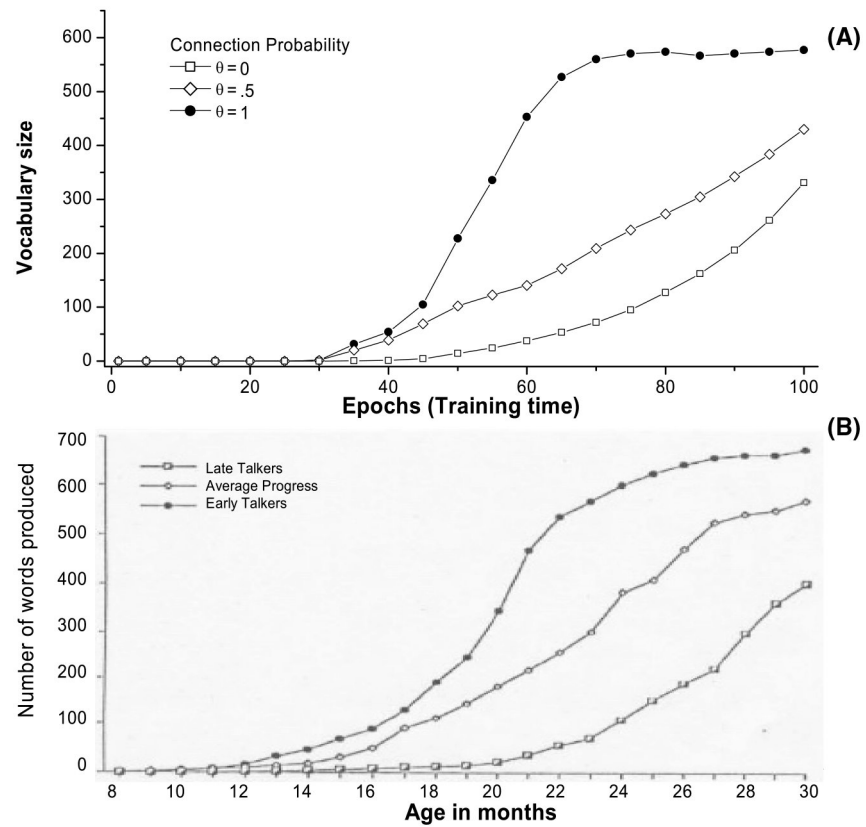 (A)
600
500
400
300
200
100
0
Vocabulary size
Connection Probability
θ = 0
θ = .5
θ = 1
0 20 40 60 80 100
Epochs (Training time)
(B)
700
600
500
400
300
200
100
0
Number of words produced
Late Talkers
Average Progress
Early Talkers
8 10 12 14 16 18 20 22 24 26 28 30
Age in months